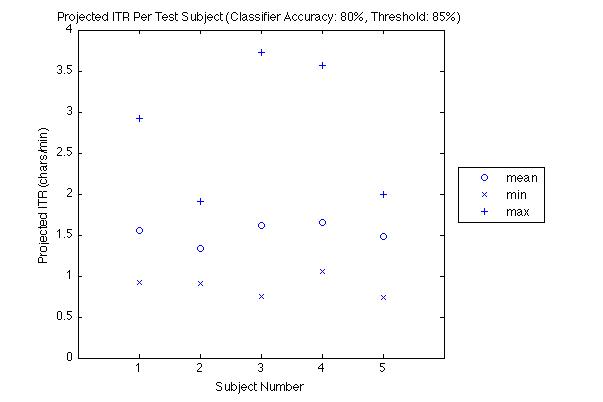 Projected ITR Per Test Subject (Classifier Accuracy: 80%, Threshold: 85%)
4
3.5
3
2.5
2
1.5
1
0.5
0
Projected ITR (chars/min)
1 2 3 4 5
Subject Number
mean
min
max